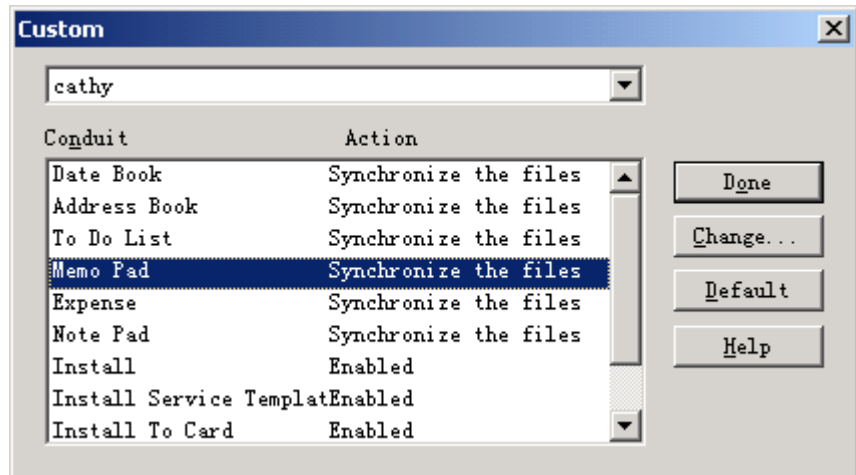 Custom
cathy
Conduit Action
Date Book Synchronize the files
Address Book Synchronize the files
To Do List Synchronize the files
Memo Pad Synchronize the files
Expense Synchronize the files
Note Pad Synchronize the files
Install Enabled
Install Service TemplatEnabled
Install To Card Enabled
Done
Change...
Default
Help